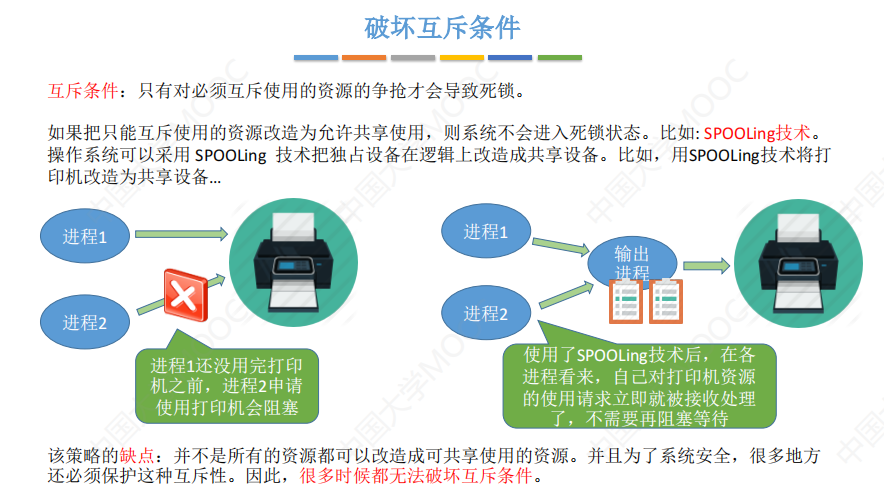 破坏互斥条件
互斥条件：只有对必须互斥使用的资源的争抢才会导致死锁。
如果把只能互斥使用的资源改造为允许共享使用，则系统不会进入死锁状态。比如: SPOOLing技术。
操作系统可以采用 SPOOLing 技术把独占设备在逻辑上改造成共享设备。比如，用SPOOLing技术将打
印机改造为共享设备...
进程1
进程2
进程1还没用完打印
机之前，进程2申请
使用打印机会阻塞
进程1
进程2
输出
进程
使用了SPOOLing技术后，在各
进程看来，自己对打印机资源
的使用请求立即就被接收处理
了，不需要再阻塞等待
该策略的缺点：并不是所有的资源都可以改造成可共享使用的资源。并且为了系统安全，很多地方
还必须保护这种互斥性。因此，很多时候都无法破坏互斥条件。
中国大学MOOC